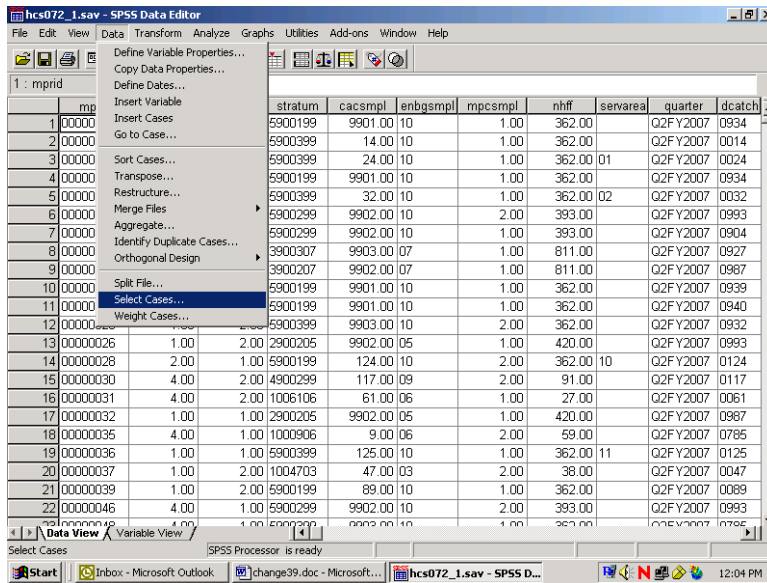 hcs072_1.sav - SPSS Data Editor
File Edit View Data Transform Analyze Graphs Utilities Add-ons Window Help
1 : mprid
Define Variable Properties...
Copy Data Properties...
Define Dates...
Insert Variable
Insert Cases
Go to Case...
Sort Cases...
Transpose...
Restructure...
Merge Files
Aggregate...
Identify Duplicate Cases...
Orthogonal Design
Split File...
Select Cases...
Weight Cases...
mp stratum cacsmpl enbgsmpl mpcsmpl nhff servarea quarter dcatch
1 00000 5900199 9901.00 10 1.00 362.00 Q2FY2007 0934
2 00000 5900399 14.00 10 1.00 362.00 Q2FY2007 0014
3 00000 5900399 24.00 10 1.00 362.00 01 Q2FY2007 0024
4 00000 5900199 9901.00 10 1.00 362.00 Q2FY2007 0934
5 00000 5900399 32.00 10 1.00 362.00 02 Q2FY2007 0032
6 00000 5900299 9902.00 10 2.00 393.00 Q2FY2007 0993
7 00000 5900299 9902.00 10 1.00 393.00 Q2FY2007 0904
8 00000 3900307 9903.00 07 1.00 811.00 Q2FY2007 0927
9 00000 3900207 9902.00 07 1.00 811.00 Q2FY2007 0987
10 00000 5900199 9901.00 10 1.00 362.00 Q2FY2007 0939
11 00000 5900199 9901.00 10 1.00 362.00 Q2FY2007 0940
12 5900399 9903.00 10 2.00 362.00 Q2FY2007 0932
13 00000026 1.00 2.00 2900205 9902.00 05 1.00 420.00 Q2FY2007 0993
14 00000028 2.00 1.00 5900199 124.00 10 2.00 362.00 10 Q2FY2007 0124
15 00000030 4.00 2.00 4900299 117.00 09 2.00 91.00 Q2FY2007 0117
16 00000031 4.00 2.00 1006106 61.00 06 1.00 27.00 Q2FY2007 0061
17 00000032 1.00 1.00 2900205 9902.00 05 1.00 420.00 Q2FY2007 0987
18 00000035 4.00 1.00 1000906 9.00 06 2.00 59.00 Q2FY2007 0785
19 00000036 1.00 1.00 5900399 125.00 10 1.00 362.00 11 Q2FY2007 0125
20 00000037 1.00 2.00 1004703 47.00 03 2.00 38.00 Q2FY2007 0047
21 00000039 1.00 2.00 5900199 89.00 10 1.00 362.00 Q2FY2007 0089
22 00000046 4.00 1.00 5900299 9902.00 10 2.00 393.00 Q2FY2007 0993
Data View Variable View
Select Cases SPSS Processor is ready
Start Inbox - Microsoft Outlook change39.doc - Microsoft... hcs072_1.sav - SPSS D... 12:04 PM